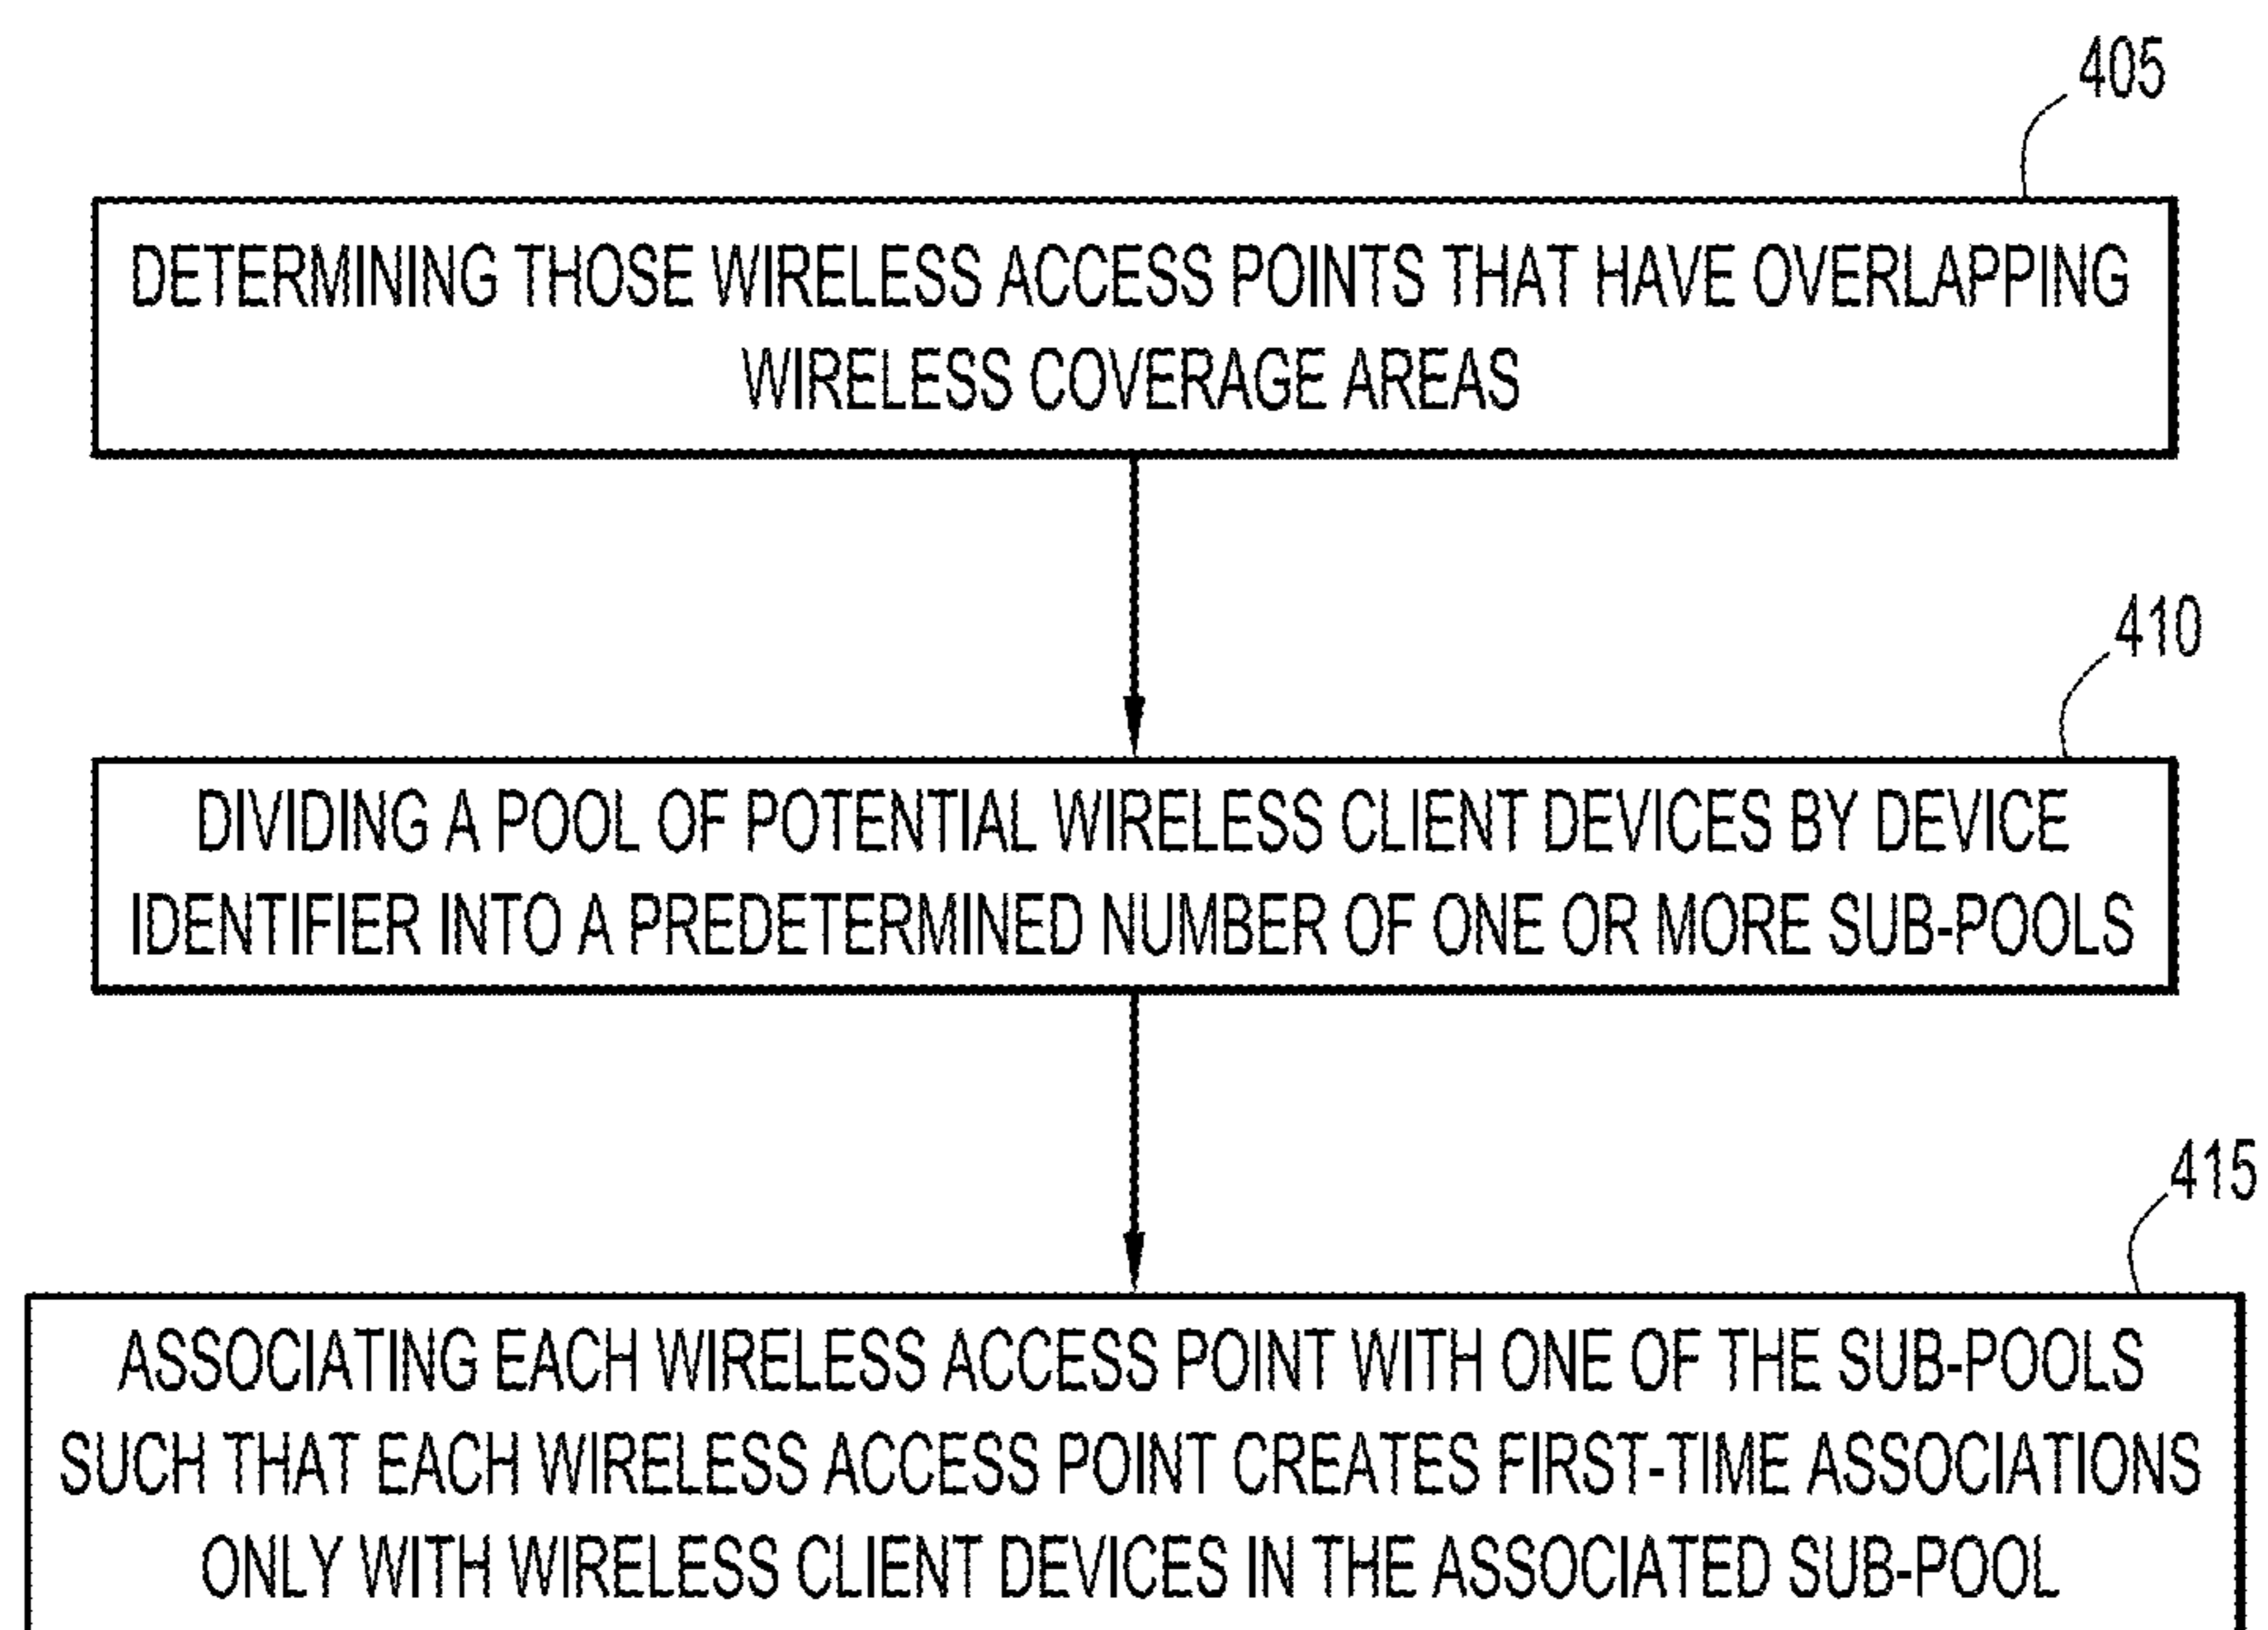 405
DETERMINING THOSE WIRELESS ACCESS POINTS THAT HAVE OVERLAPPING
WIRELESS COVERAGE AREAS
410
DIVIDING A POOL OF POTENTIAL WIRELESS CLIENT DEVICES BY DEVICE
IDENTIFIER INTO A PREDETERMINED NUMBER OF ONE OR MORE SUB-POOLS
415
ASSOCIATING EACH WIRELESS ACCESS POINT WITH ONE OF THE SUB-POOLS
SUCH THAT EACH WIRELESS ACCESS POINT CREATES FIRST-TIME ASSOCIATIONS
ONLY WITH WIRELESS CLIENT DEVICES IN THE ASSOCIATED SUB-POOL